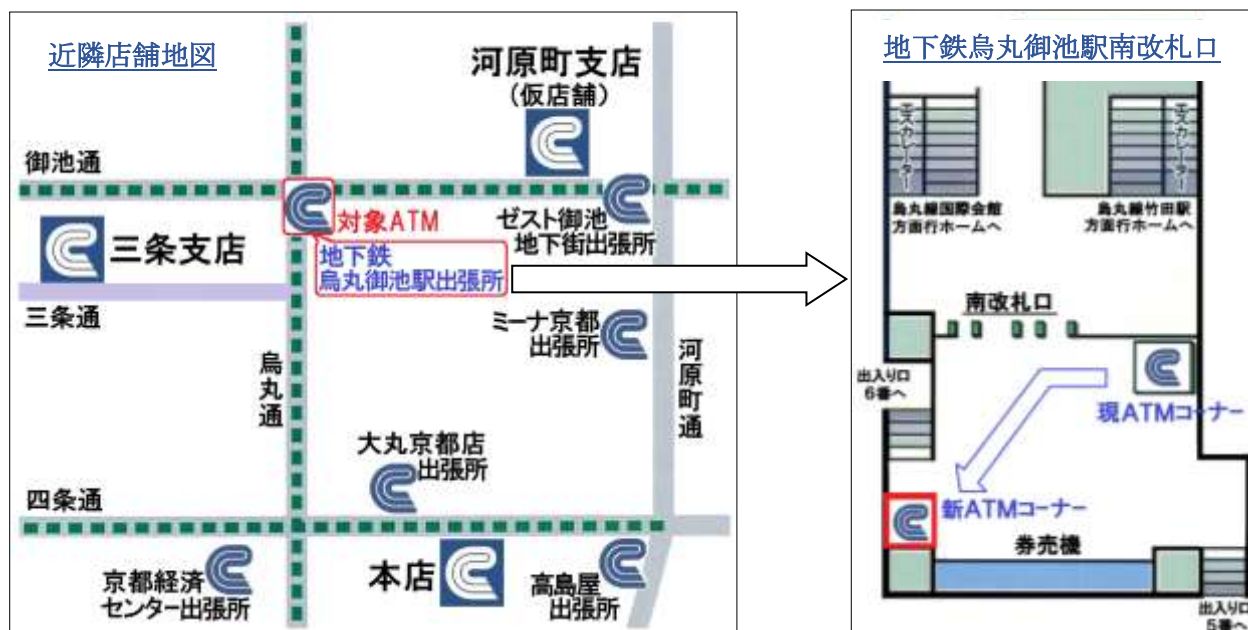 近隣店舗地図
河原町支店
(仮店舗)
御池通
対象ATM
ゼスト御池
地下街出張所
三条支店
地下鉄
烏丸御池駅出張所
三条通
ミーナ京都
出張所
烏丸通
河原町通
大丸京都店
出張所
四条通
京都経済
センター出張所
本店
高島屋
出張所
地下鉄烏丸御池駅南改札口
エスカレーター
エスカレーター
烏丸線国際会館
方面行ホームへ
烏丸線竹田駅
方面行ホームへ
南改札口
出入り口
6番へ
現ATMコーナー
新ATMコーナー
券売機
出入り口
5番へ